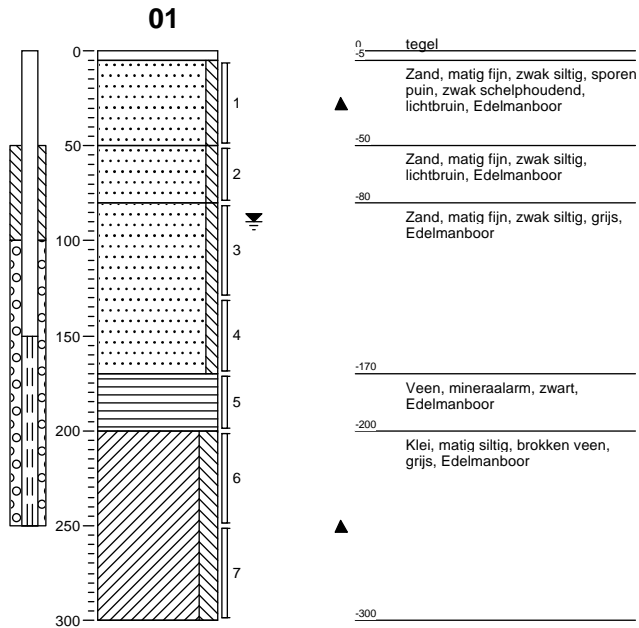 01
0
50
100
150
200
250
300
1
2
3
4
5
6
7
0
tegel
-5
Zand, matig fijn, zwak siltig, sporen
puin, zwak schelphoudend,
lichtbruin, Edelmanboor
-50
Zand, matig fijn, zwak siltig,
lichtbruin, Edelmanboor
-80
Zand, matig fijn, zwak siltig, grijs,
Edelmanboor
-170
Veen, mineraalarm, zwart,
Edelmanboor
-200
Klei, matig siltig, brokken veen,
grijs, Edelmanboor
-300